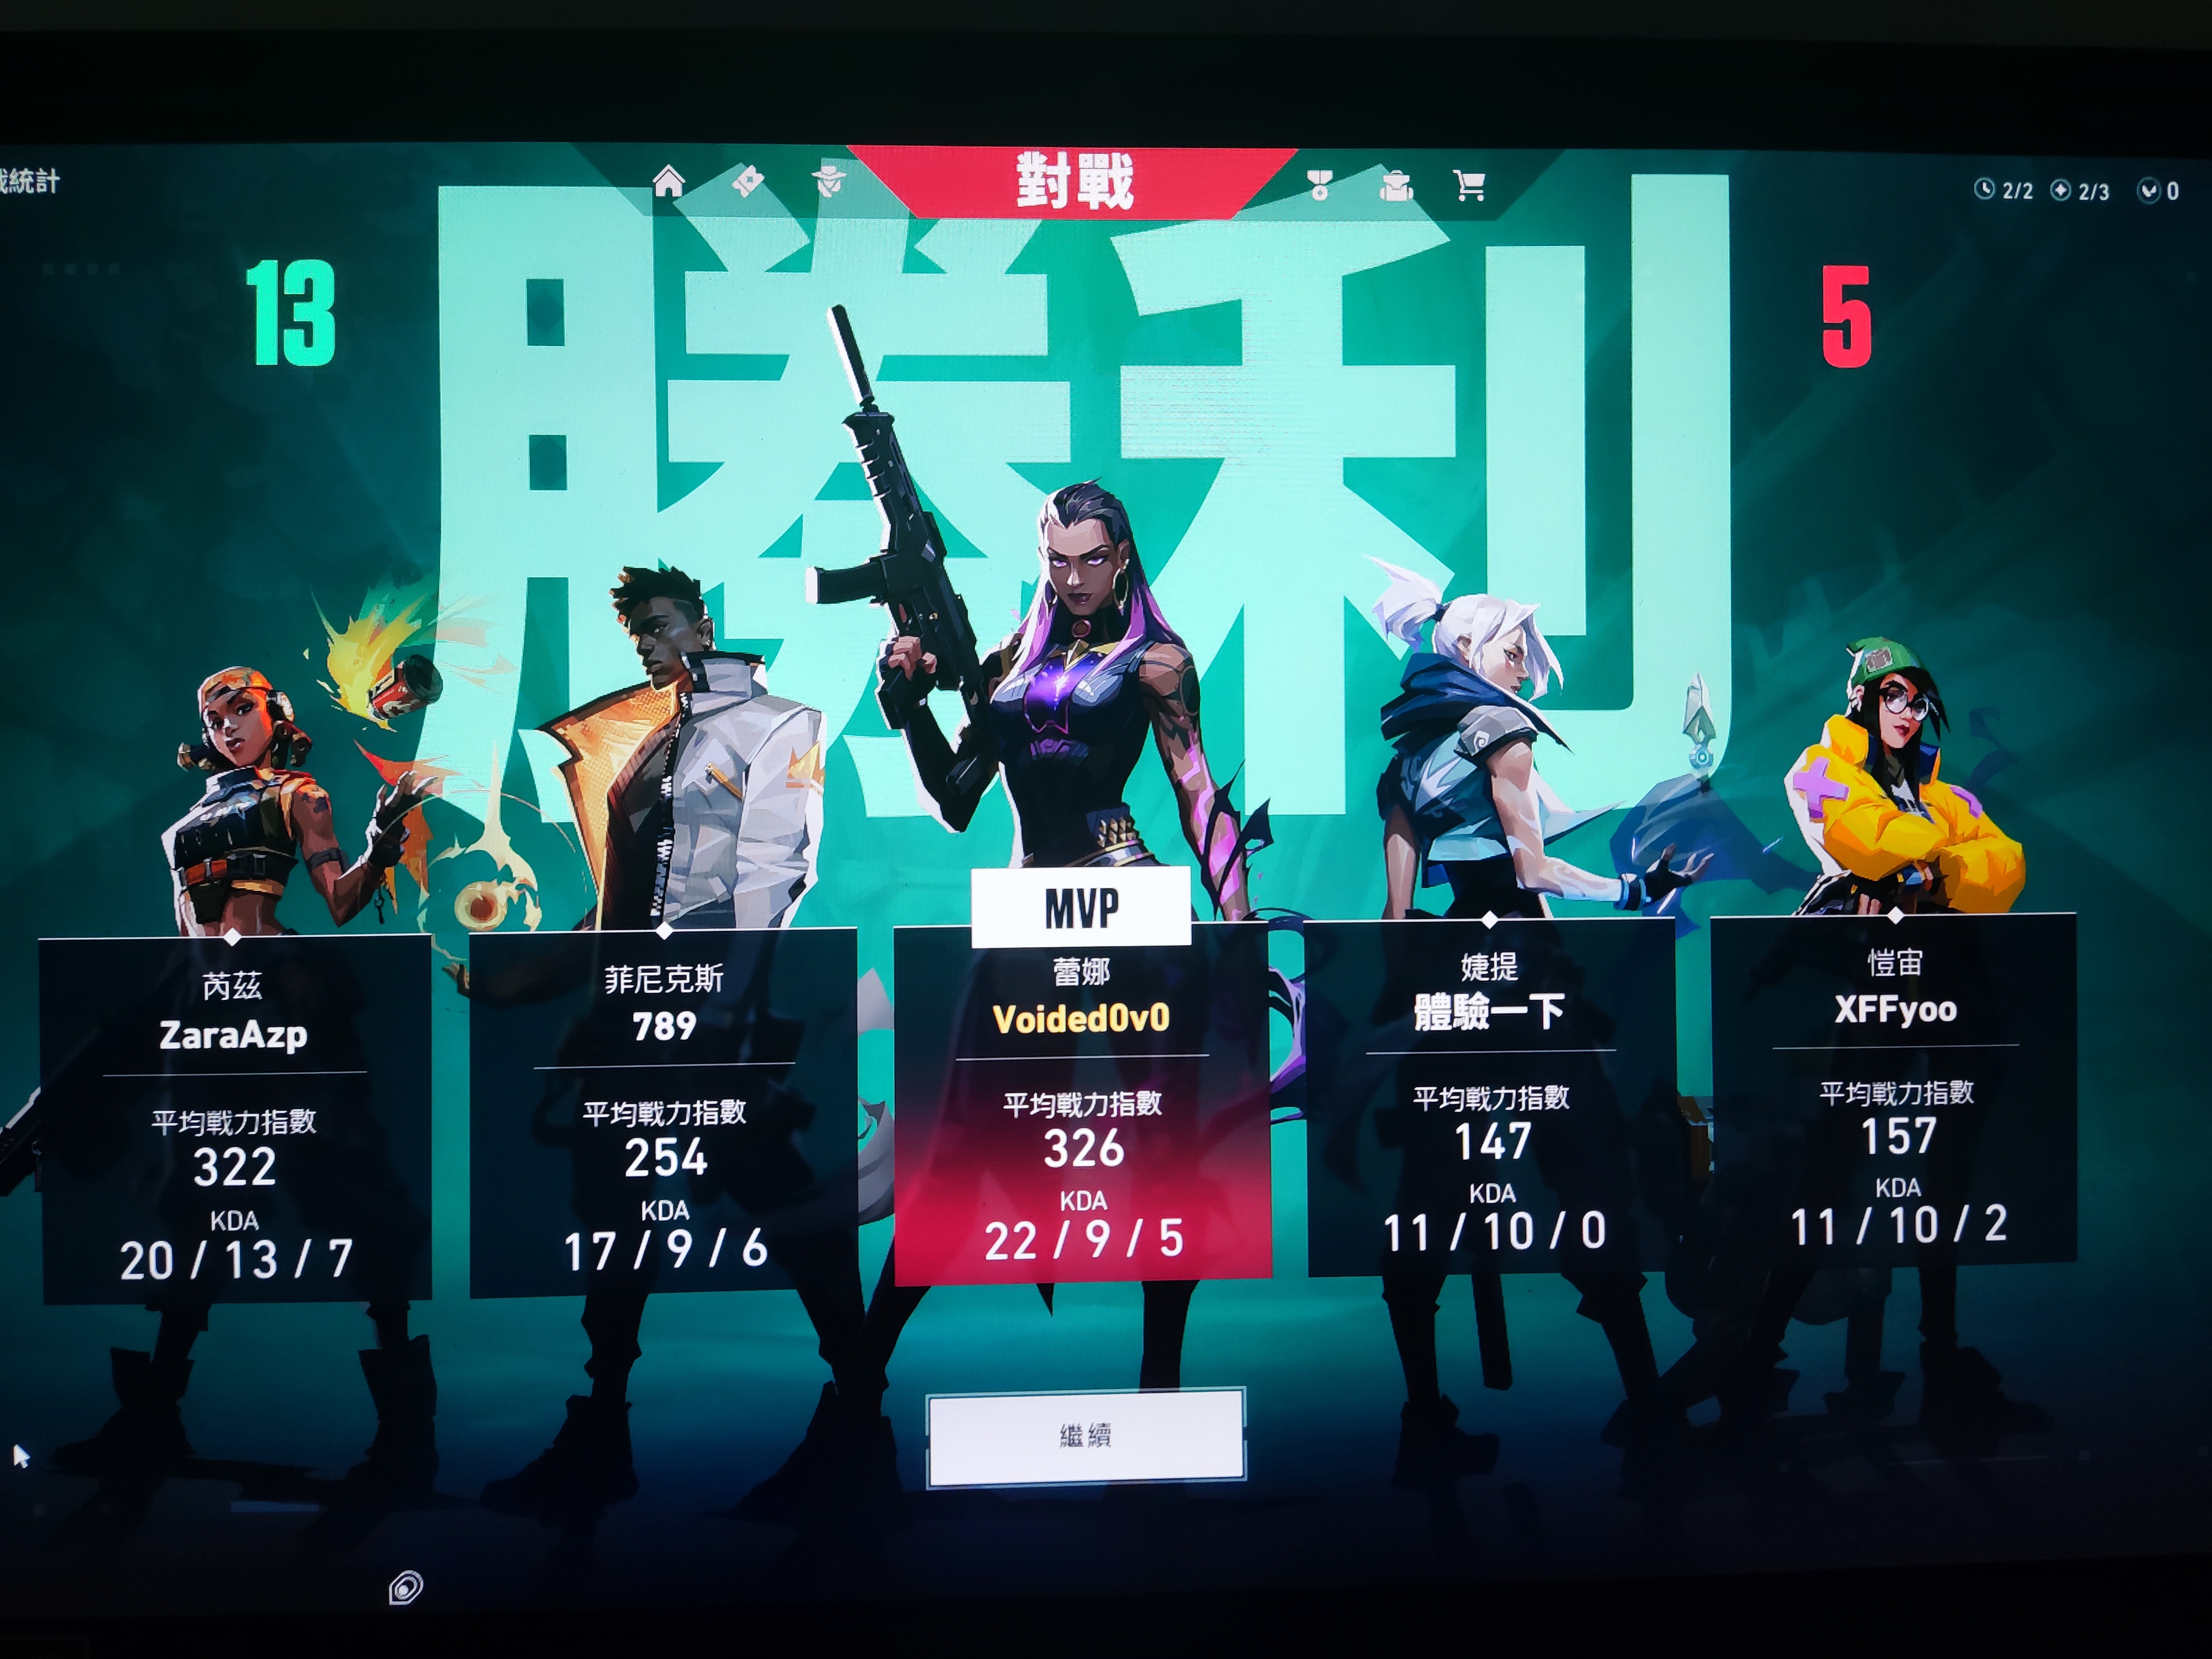 戰統計
對戰
2/2
2/3
0
13
勝利
5
MVP
芮茲
ZaraAzp
平均戰力指數
322
KDA
20 / 13 / 7
菲尼克斯
789
平均戰力指數
254
KDA
17 / 9 / 6
蕾娜
Voided0v0
平均戰力指數
326
KDA
22 / 9 / 5
婕提
體驗一下
平均戰力指數
147
KDA
11 / 10 / 0
愷宙
XFFyoo
平均戰力指數
157
KDA
11 / 10 / 2
繼續